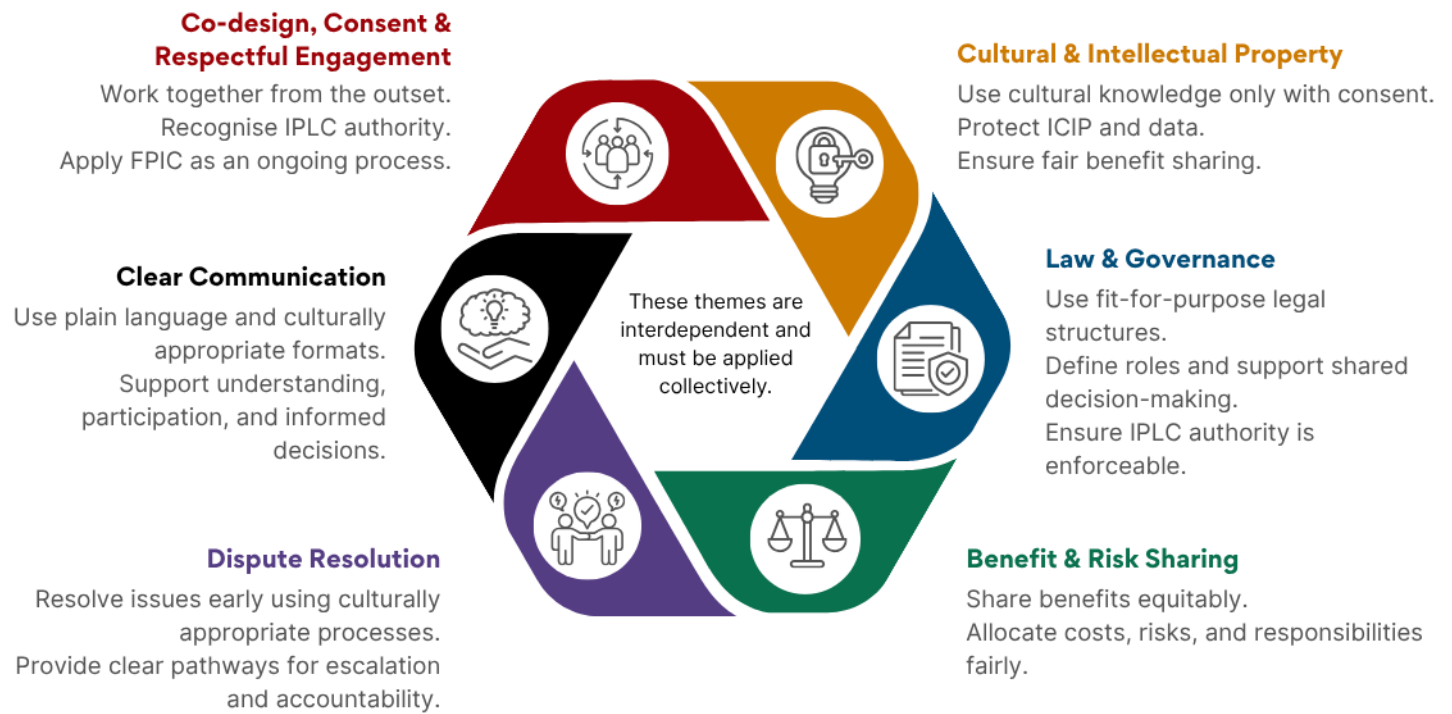 Co-design, Consent &
Respectful Engagement
Work together from the outset.
Recognise IPLC authority.
Apply FPIC as an ongoing process.
Cultural & Intellectual Property
Use cultural knowledge only with consent.
Protect ICIP and data.
Ensure fair benefit sharing.
Clear Communication
Use plain language and culturally
appropriate formats.
Support understanding,
participation, and informed
decisions.
These themes are
interdependent and
must be applied
collectively.
Law & Governance
Use fit-for-purpose legal
structures.
Define roles and support shared
decision-making.
Ensure IPLC authority is
enforceable.
Dispute Resolution
Resolve issues early using culturally
appropriate processes.
Provide clear pathways for escalation
and accountability.
Benefit & Risk Sharing
Share benefits equitably.
Allocate costs, risks, and responsibilities
fairly.